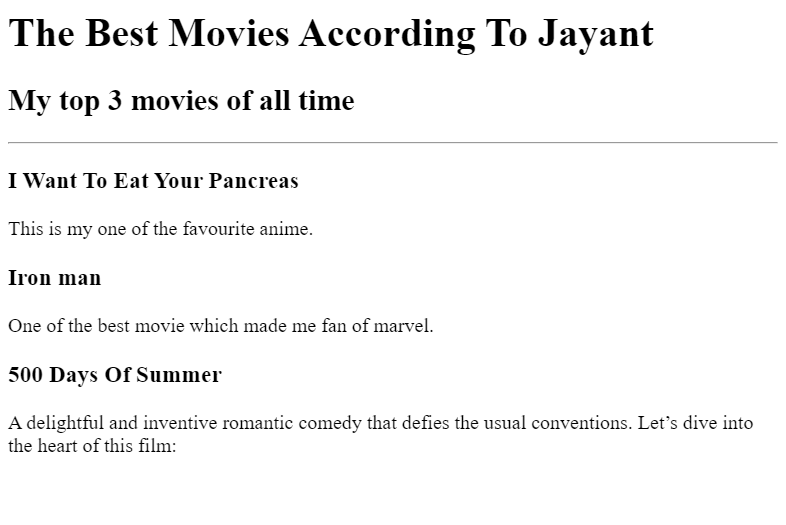 The Best Movies According To Jayant
My top 3 movies of all time
I Want To Eat Your Pancreas
This is my one of the favourite anime.
Iron man
One of the best movie which made me fan of marvel.
500 Days Of Summer
A delightful and inventive romantic comedy that defies the usual conventions. Let’s dive into
the heart of this film: